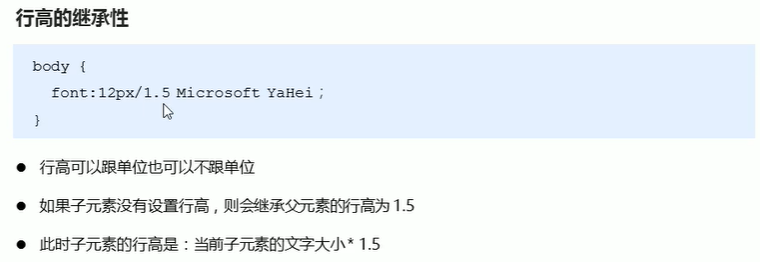 行高的继承性
body {
font:12px/1.5 Microsoft YaHei；
}
● 行高可以跟单位也可以不跟单位
● 如果子元素没有设置行高，则会继承父元素的行高为 1.5
● 此时子元素的行高是：当前子元素的文字大小* 1.5